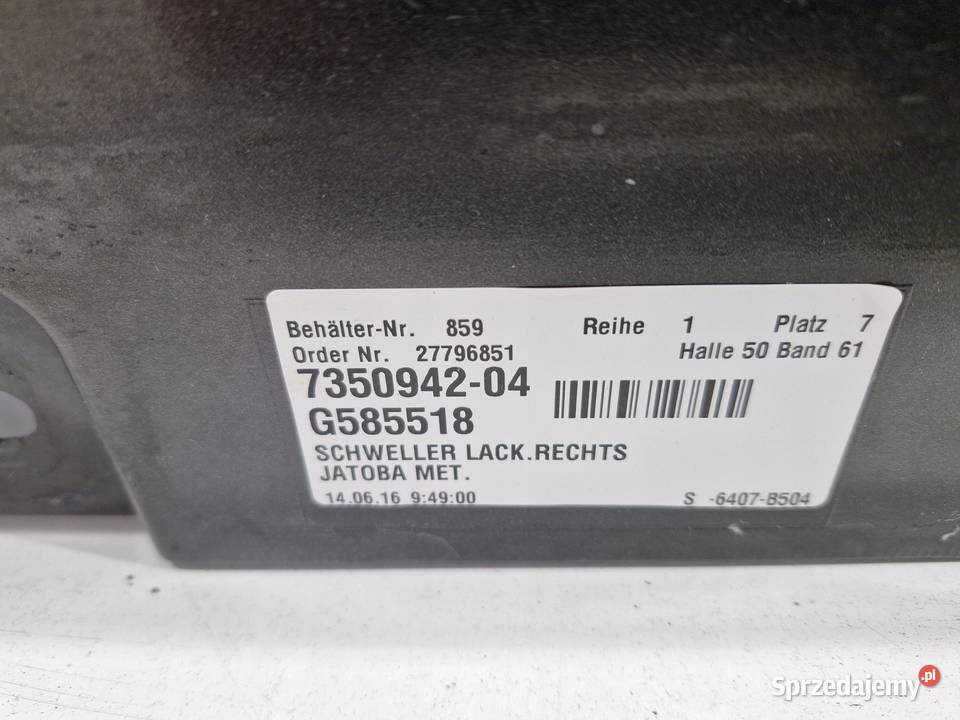 Behälter-Nr. 859 Reihe 1 Platz 7
Order Nr. 27796851 Halle 50 Band 61
7350942-04
G585518
SCHWELLER LACK.RECHTS
JATOBA MET.
14.06.16 9:49:00 S -6407-B504
Sprzedajemy.pl